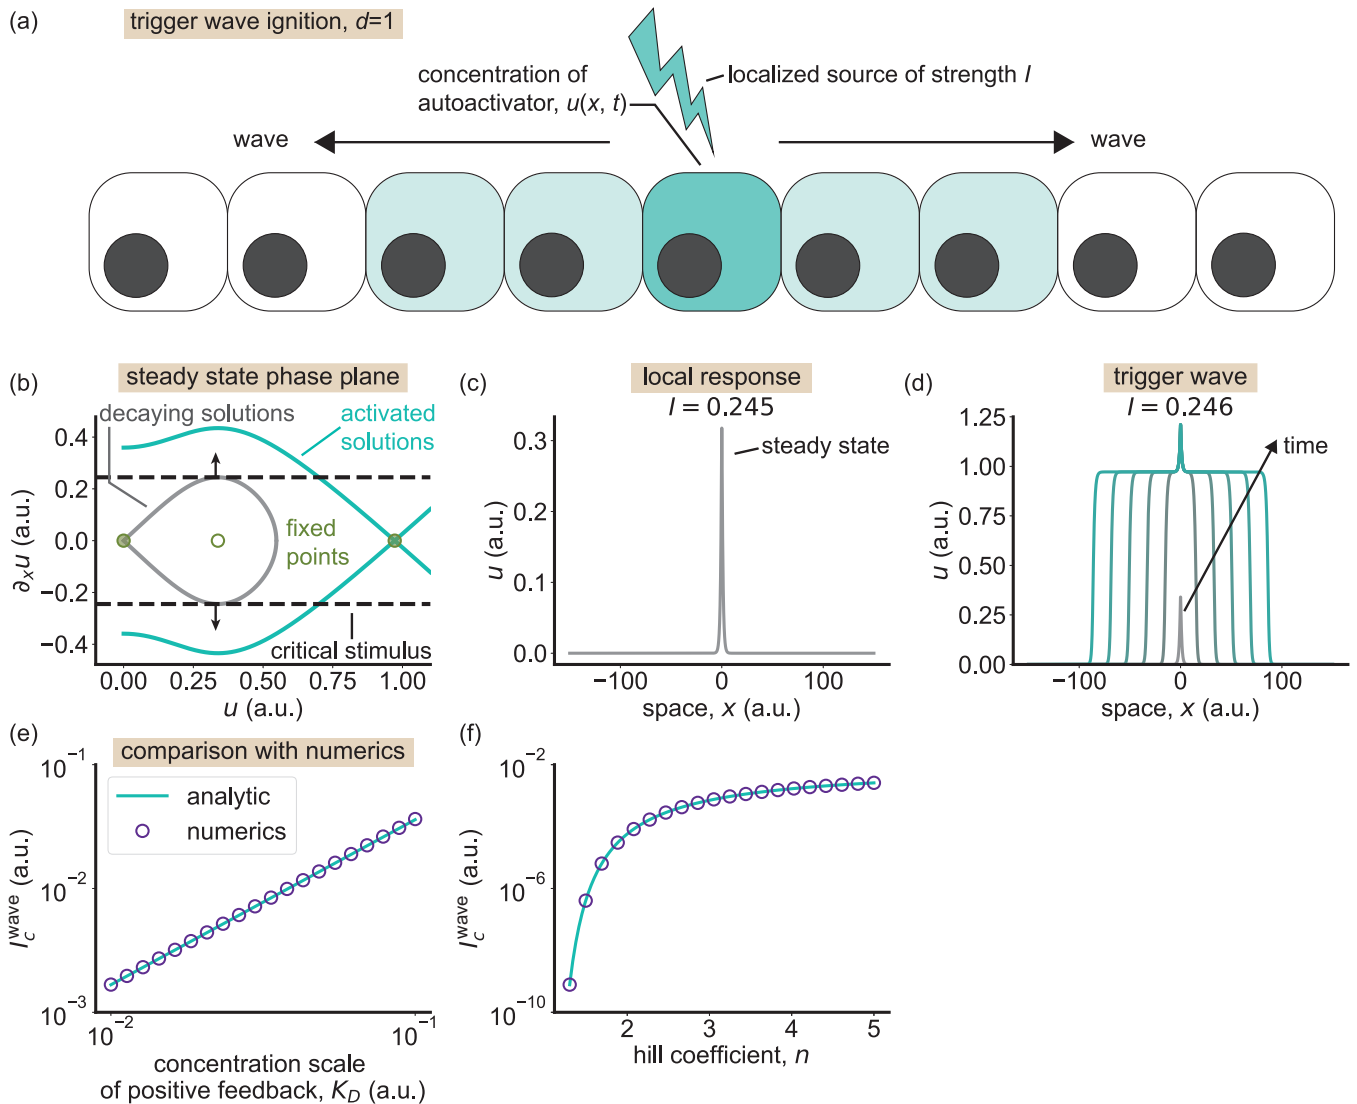 (a)
trigger wave ignition, d=1
concentration of
autoactivator, u(x, t)
localized source of strength I
wave
wave
(b)
steady state phase plane
decaying solutions
activated
solutions
fixed
points
critical stimulus
0.4
0.2
0.0
−0.2
−0.4
∂ₓu (a.u.)
0.00
0.25
0.50
0.75
1.00
u (a.u.)
(c)
local response
I = 0.245
steady state
0.3
0.2
0.1
0.0
u (a.u.)
−100
0
100
space, x (a.u.)
(d)
trigger wave
I = 0.246
time
1.25
1.00
0.75
0.50
0.25
0.00
u (a.u.)
−100
0
100
space, x (a.u.)
(e)
comparison with numerics
analytic
numerics
10⁻¹
10⁻²
10⁻³
I_c^wave (a.u.)
10⁻²
10⁻¹
concentration scale
of positive feedback, K_D (a.u.)
(f)
10⁻²
10⁻⁶
10⁻¹⁰
I_c^wave (a.u.)
2
3
4
5
hill coefficient, n